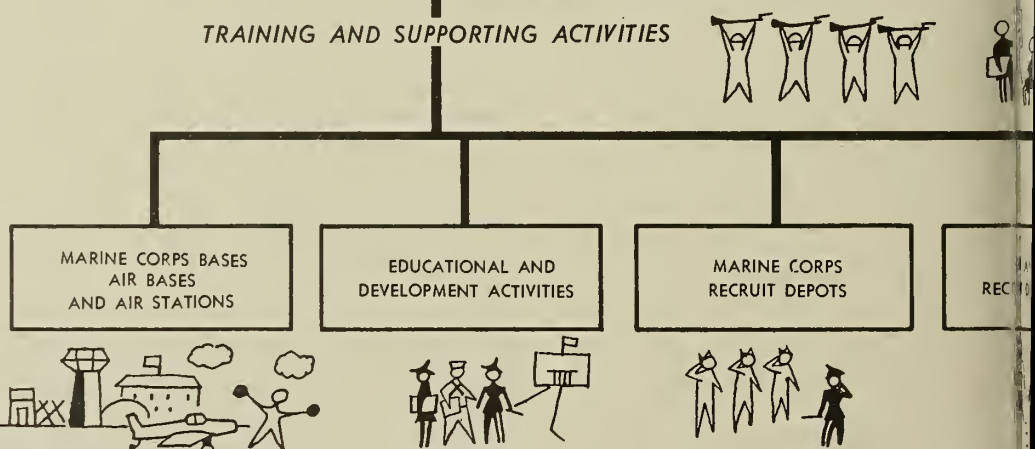 TRAINING AND SUPPORTING ACTIVITIES
MARINE CORPS BASES
AIR BASES
AND AIR STATIONS
EDUCATIONAL AND
DEVELOPMENT ACTIVITIES
MARINE CORPS
RECRUIT DEPOTS